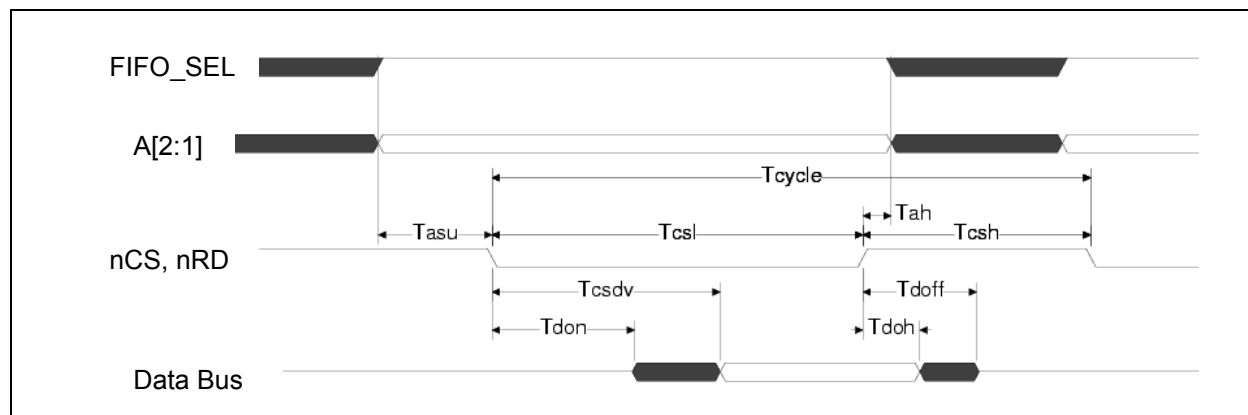 FIFO_SEL
A[2:1]
Tcycle
Tah
Tasu
Tcsl
Tcsh
nCS, nRD
Tcsdv
Tdoff
Tdon
Tdoh
Data Bus